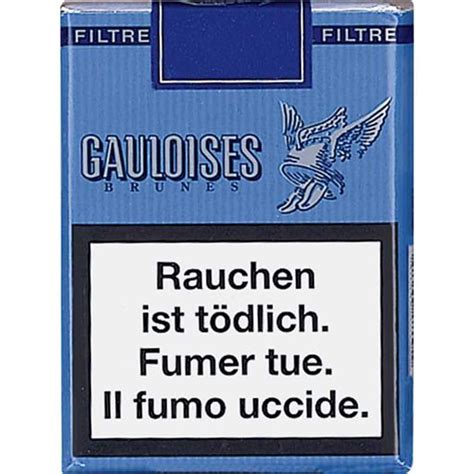 FILTRE FILTRE
GAULOISES
BRUNES
Rauchen
ist tödlich.
Fumer tue.
Il fumo uccide.